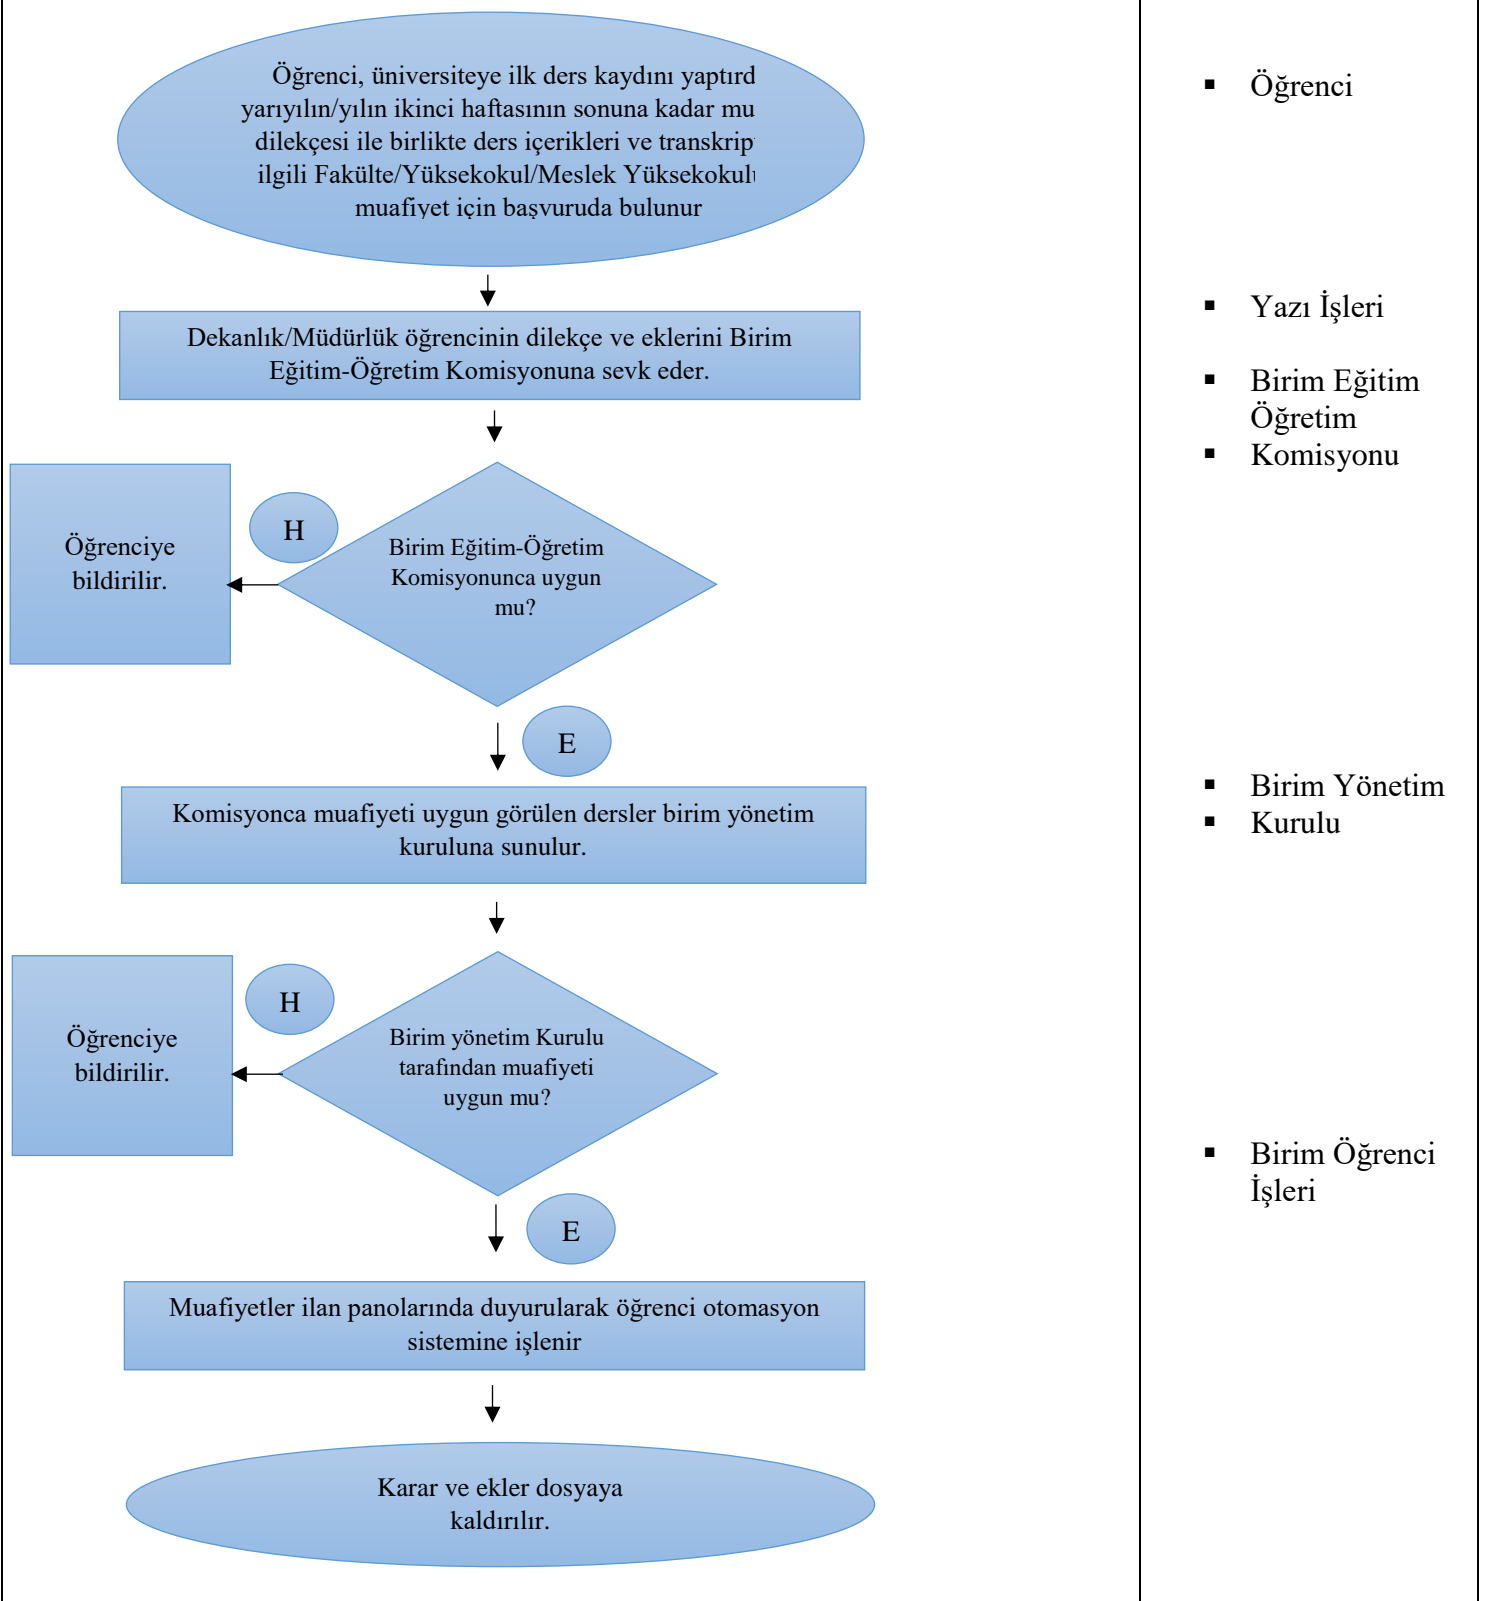 Öğrenci, üniversiteye ilk ders kaydını
yarıyılın/yılın ikinci haftasının sonuna kadar
dilekçesi ile birlikte ders içerikleri ve
ilgili Fakülte/Yüksekokul/Meslek
muafiyet için başvuruda bulunur
Dekanlık/Müdürlük öğrencinin dilekçe ve eklerini Birim
Eğitim-Öğretim Komisyonuna sevk eder.
Öğrenciye
bildirilir.
H
Birim Eğitim-Öğretim
Komisyonunca uygun
mu?
E
Komisyonca muafiyeti uygun görülen dersler birim yönetim
kuruluna sunulur.
Öğrenciye
bildirilir.
H
Birim yönetim Kurulu
tarafından muafiyeti
uygun mu?
E
Muafiyetler ilan panolarında duyurularak öğrenci otomasyon
sistemine işlenir
Karar ve ekler dosyaya
kaldırılır.
▪ Öğrenci
▪ Yazı İşleri
▪ Birim Eğitim
Öğretim
▪ Komisyonu
▪ Birim Yönetim
▪ Kurulu
▪ Birim Öğrenci
İşleri